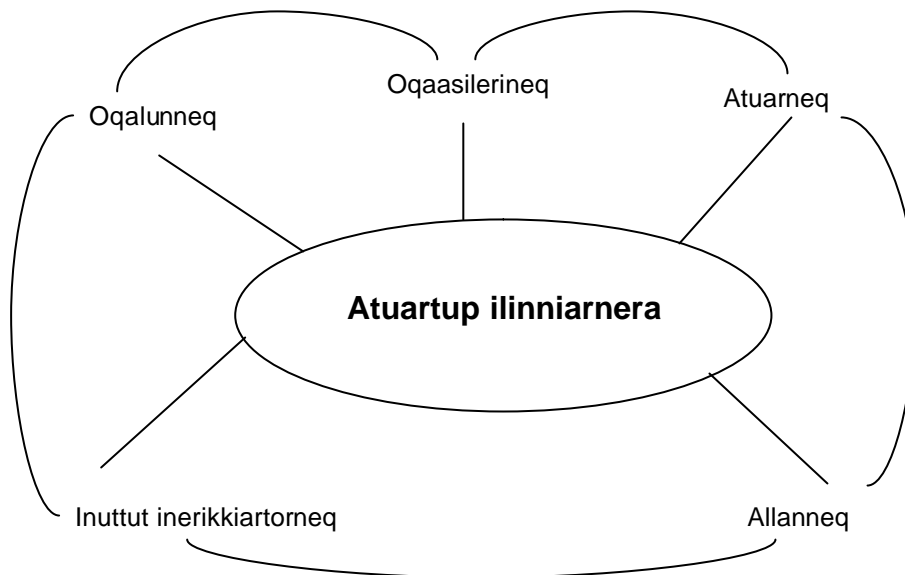 Oqaasilerineq
Oqalunneq
Atuarneq
Atuartup ilinniarnera
Inuttut inerikkiartorneq
Allanneq